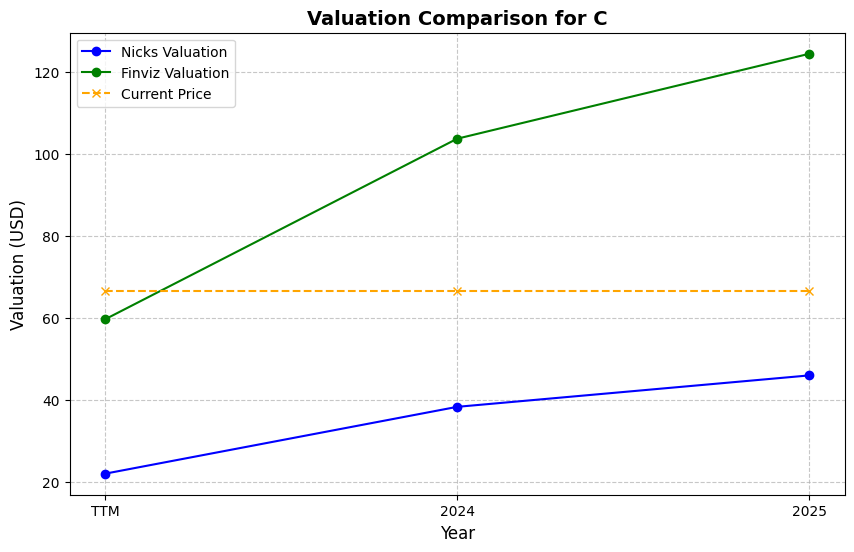 Valuation Comparison for C
Nicks Valuation
Finviz Valuation
Current Price
Valuation (USD)
120
100
80
60
40
20
TTM
2024
2025
Year